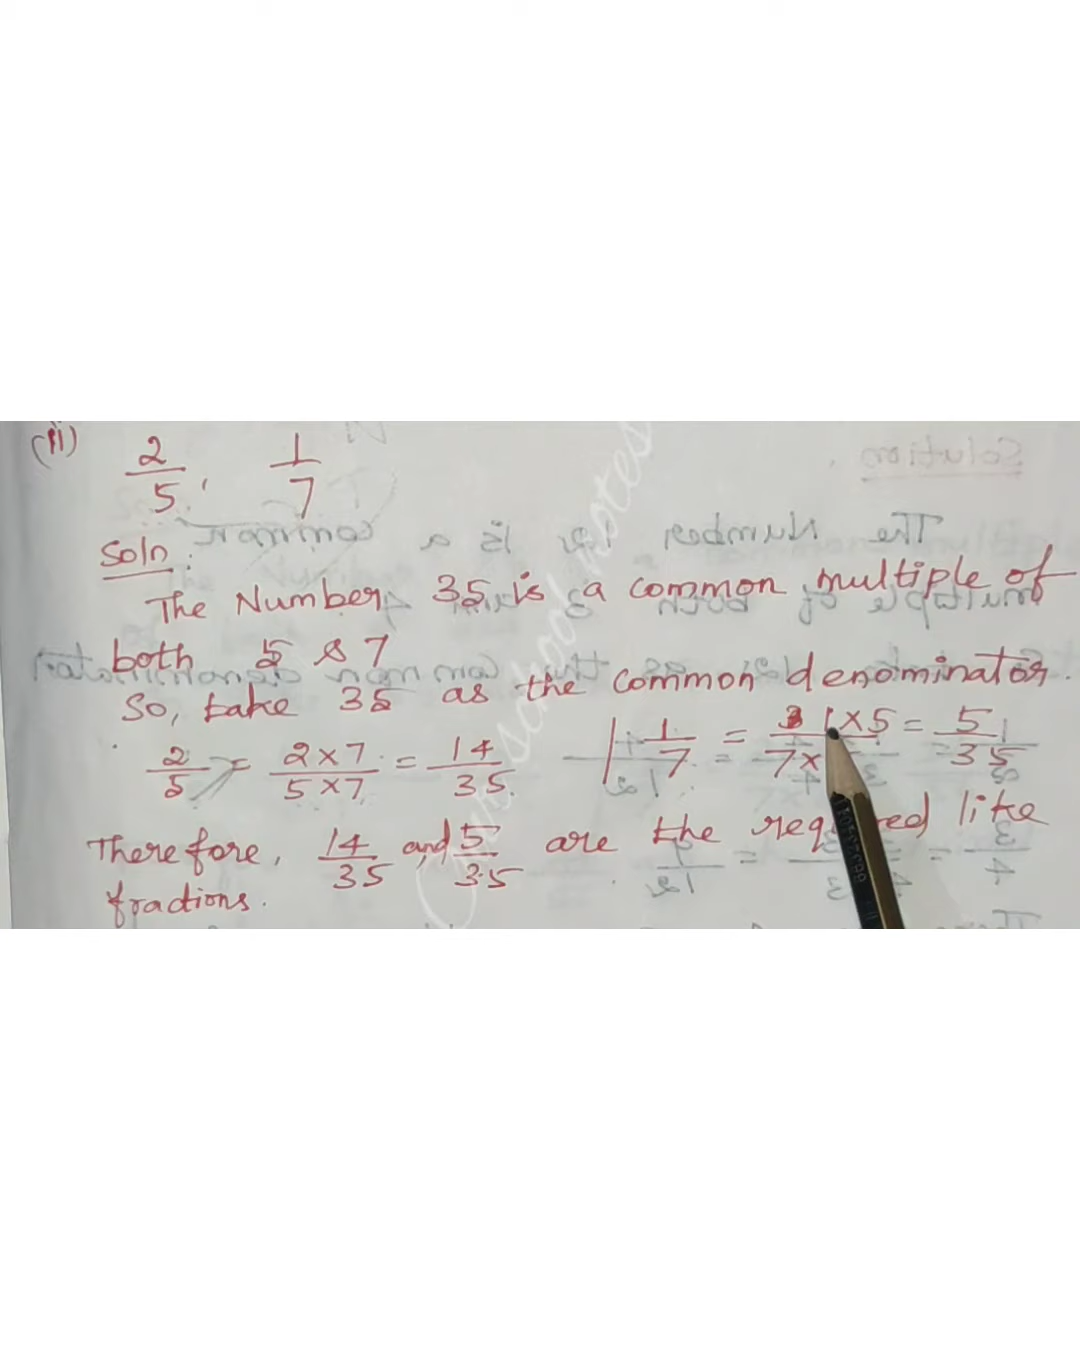 (ii) 2/5, 1/7
Soln:
The Number 35 is a common multiple of
both 5 & 7
So, take 35 as the common denominator.
2/5 = 2×7/5×7 = 14/35 | 1/7 = 1×5/7× = 5/35
Therefore, 14/35 and 5/35 are the required like
fractions.